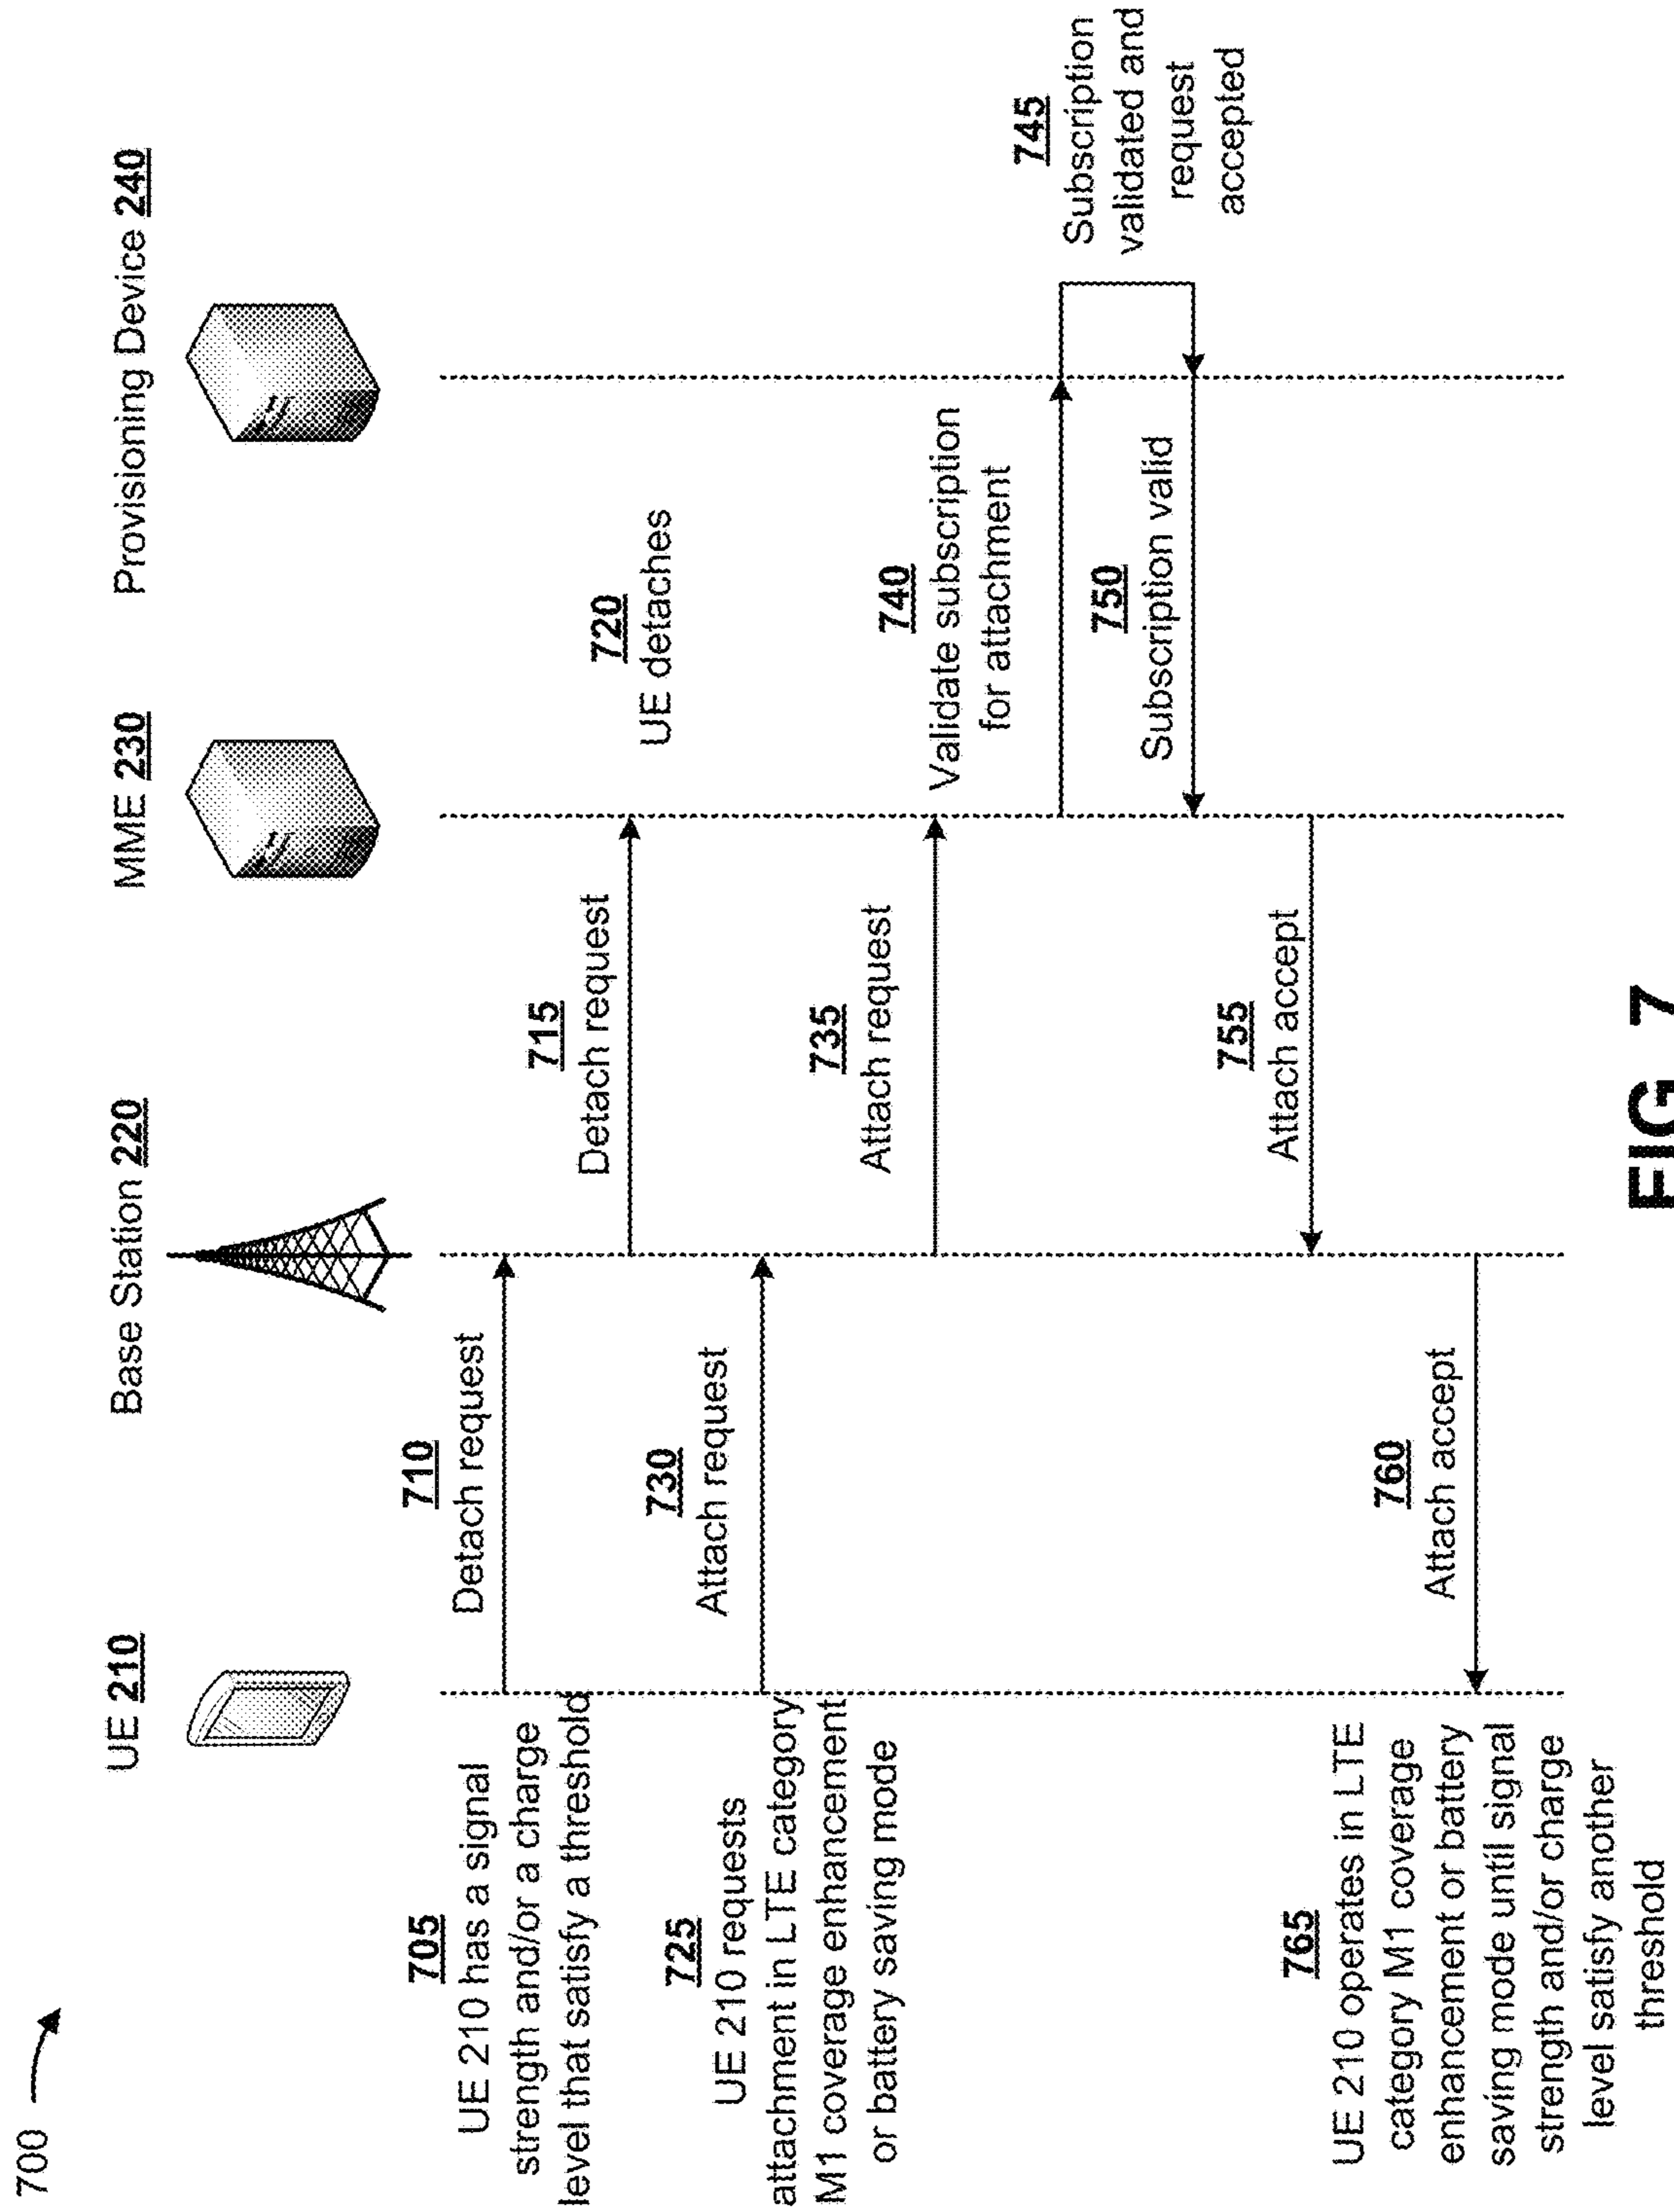 700
UE 210
Base Station 220
MME 230
Provisioning Device 240
705
UE 210 has a signal
strength and/or a charge
level that satisfy a threshold
710
Detach request
715
Detach request
720
UE detaches
725
UE 210 requests
attachment in LTE category
M1 coverage enhancement
or battery saving mode
730
Attach request
735
Attach request
740
Validate subscription
for attachment
745
Subscription
validated and
request
accepted
750
Subscription valid
755
Attach accept
760
Attach accept
765
UE 210 operates in LTE
category M1 coverage
enhancement or battery
saving mode until signal
strength and/or charge
level satisfy another
threshold
FIG. 7